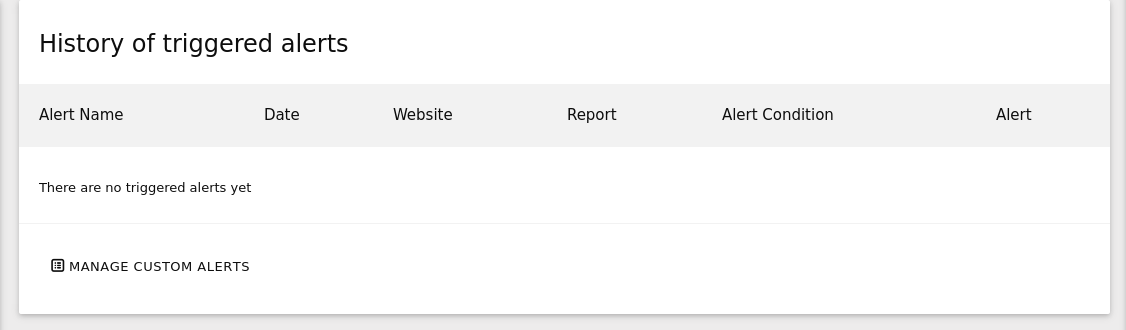 History of triggered alerts
Alert Name Date Website Report Alert Condition Alert
There are no triggered alerts yet
MANAGE CUSTOM ALERTS